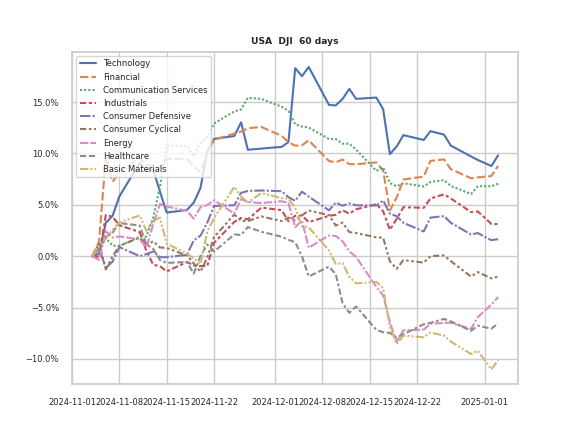 USA DJI 60 days
Technology
Financial
Communication Services
Industrials
Consumer Defensive
Consumer Cyclical
Energy
Healthcare
Basic Materials
15.0%
10.0%
5.0%
0.0%
−5.0%
−10.0%
2024-11-01 2024-11-08 2024-11-15 2024-11-22 2024-12-01 2024-12-08 2024-12-15 2024-12-22 2025-01-01